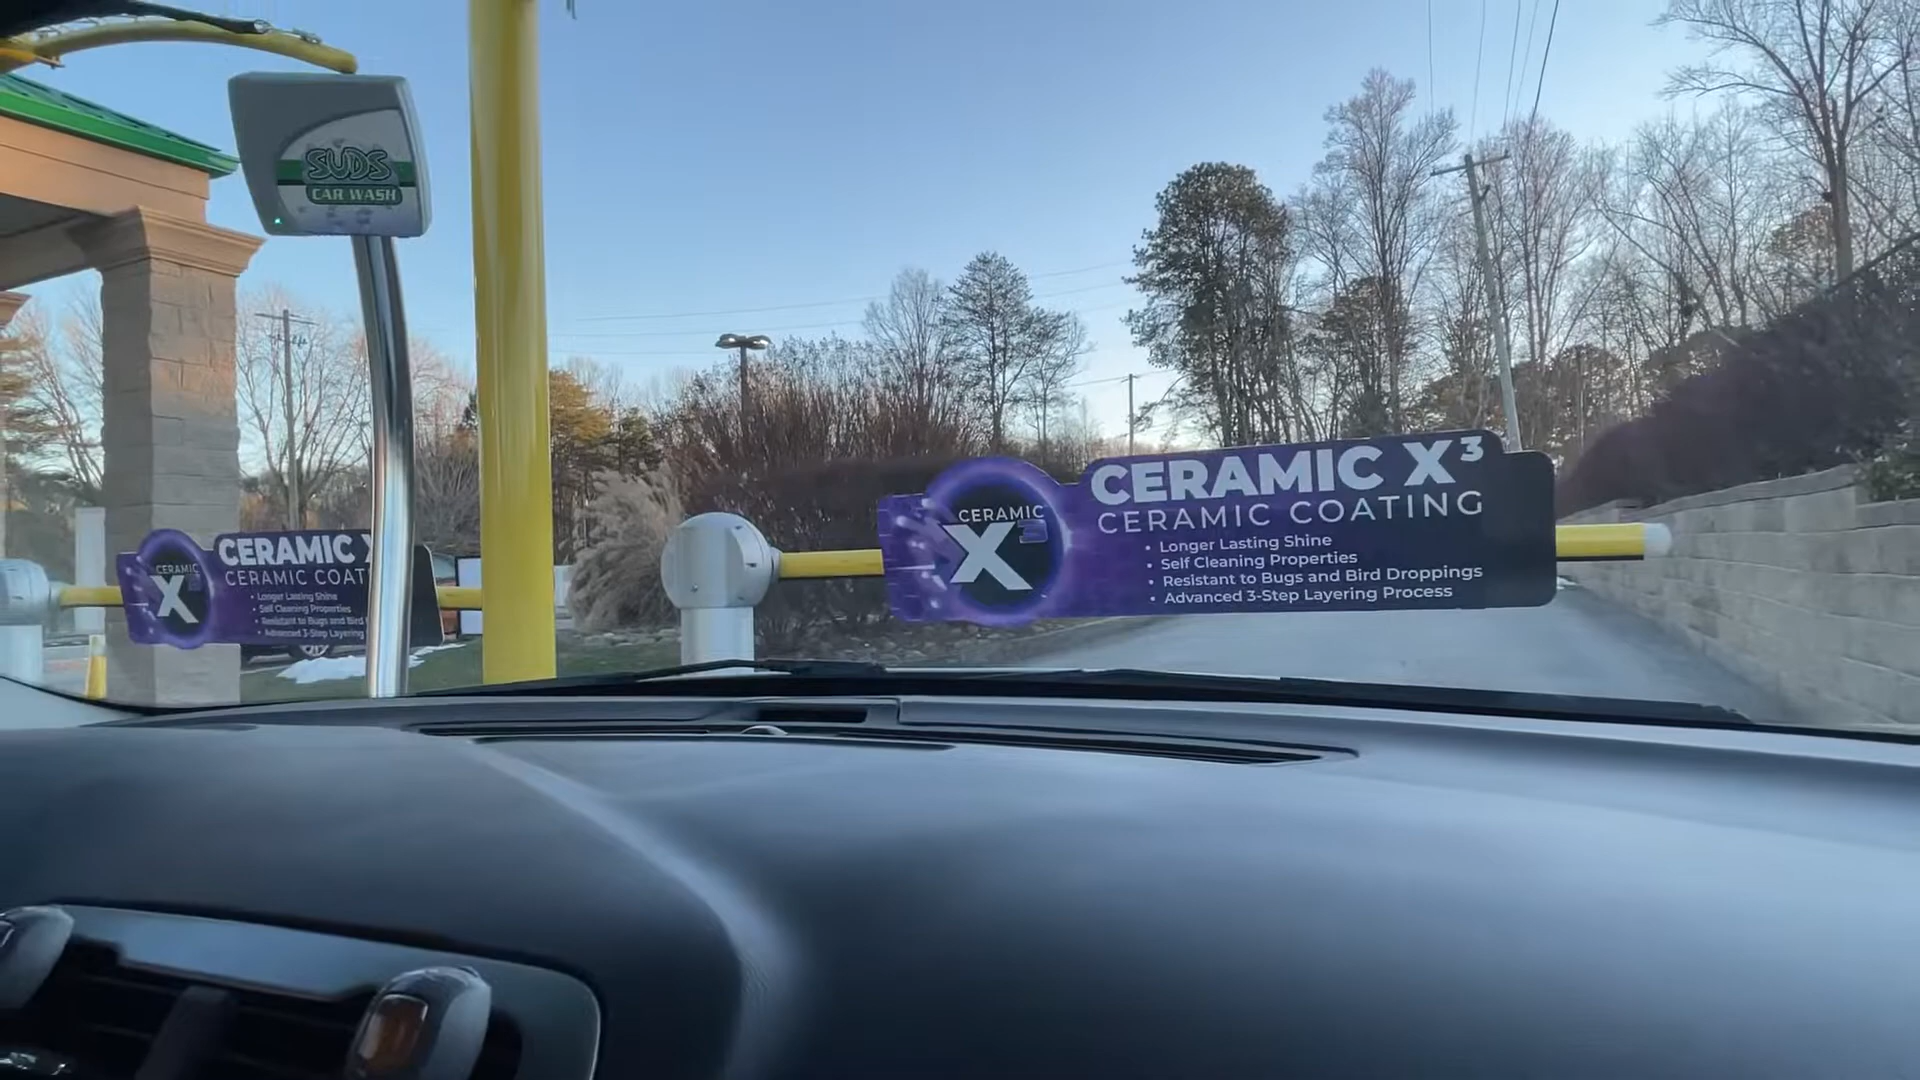 SUDS
CAR WASH
CERAMIC
X3
CERAMIC X
CERAMIC COAT
• Longer Lasting Shine
• Self Cleaning Properties
• Resistant to Bugs and Bird
• Advanced 3-Step Layering
CERAMIC
X3
CERAMIC X³
CERAMIC COATING
• Longer Lasting Shine
• Self Cleaning Properties
• Resistant to Bugs and Bird Droppings
• Advanced 3-Step Layering Process